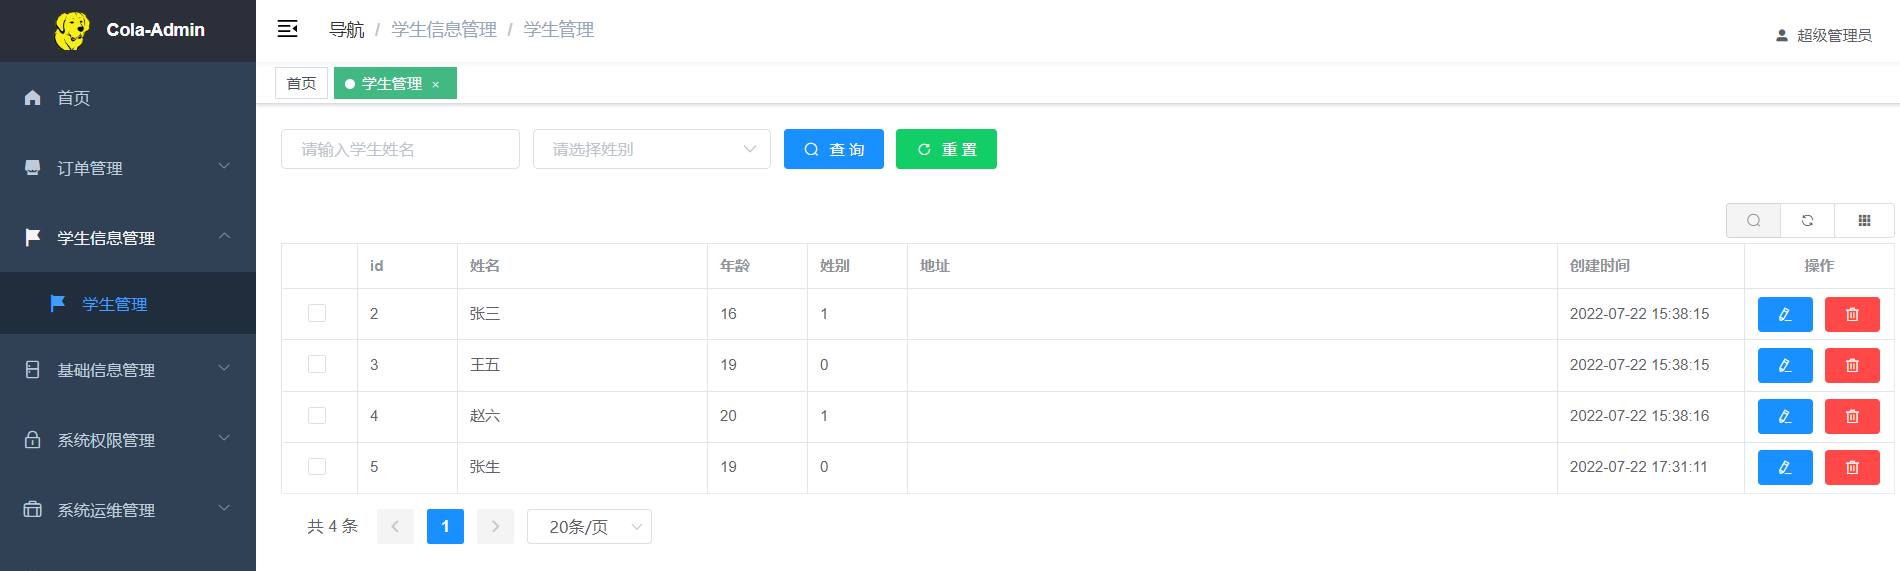 Cola-Admin
首页
订单管理
学生信息管理
学生管理
基础信息管理
系统权限管理
系统运维管理
导航 / 学生信息管理 / 学生管理
超级管理员
首页 学生管理 ×
请输入学生姓名 请选择姓别 查 询 重 置
id 姓名 年龄 姓别 地址 创建时间 操作
2 张三 16 1 2022-07-22 15:38:15
3 王五 19 0 2022-07-22 15:38:15
4 赵六 20 1 2022-07-22 15:38:16
5 张生 19 0 2022-07-22 17:31:11
共 4 条 1 20条/页